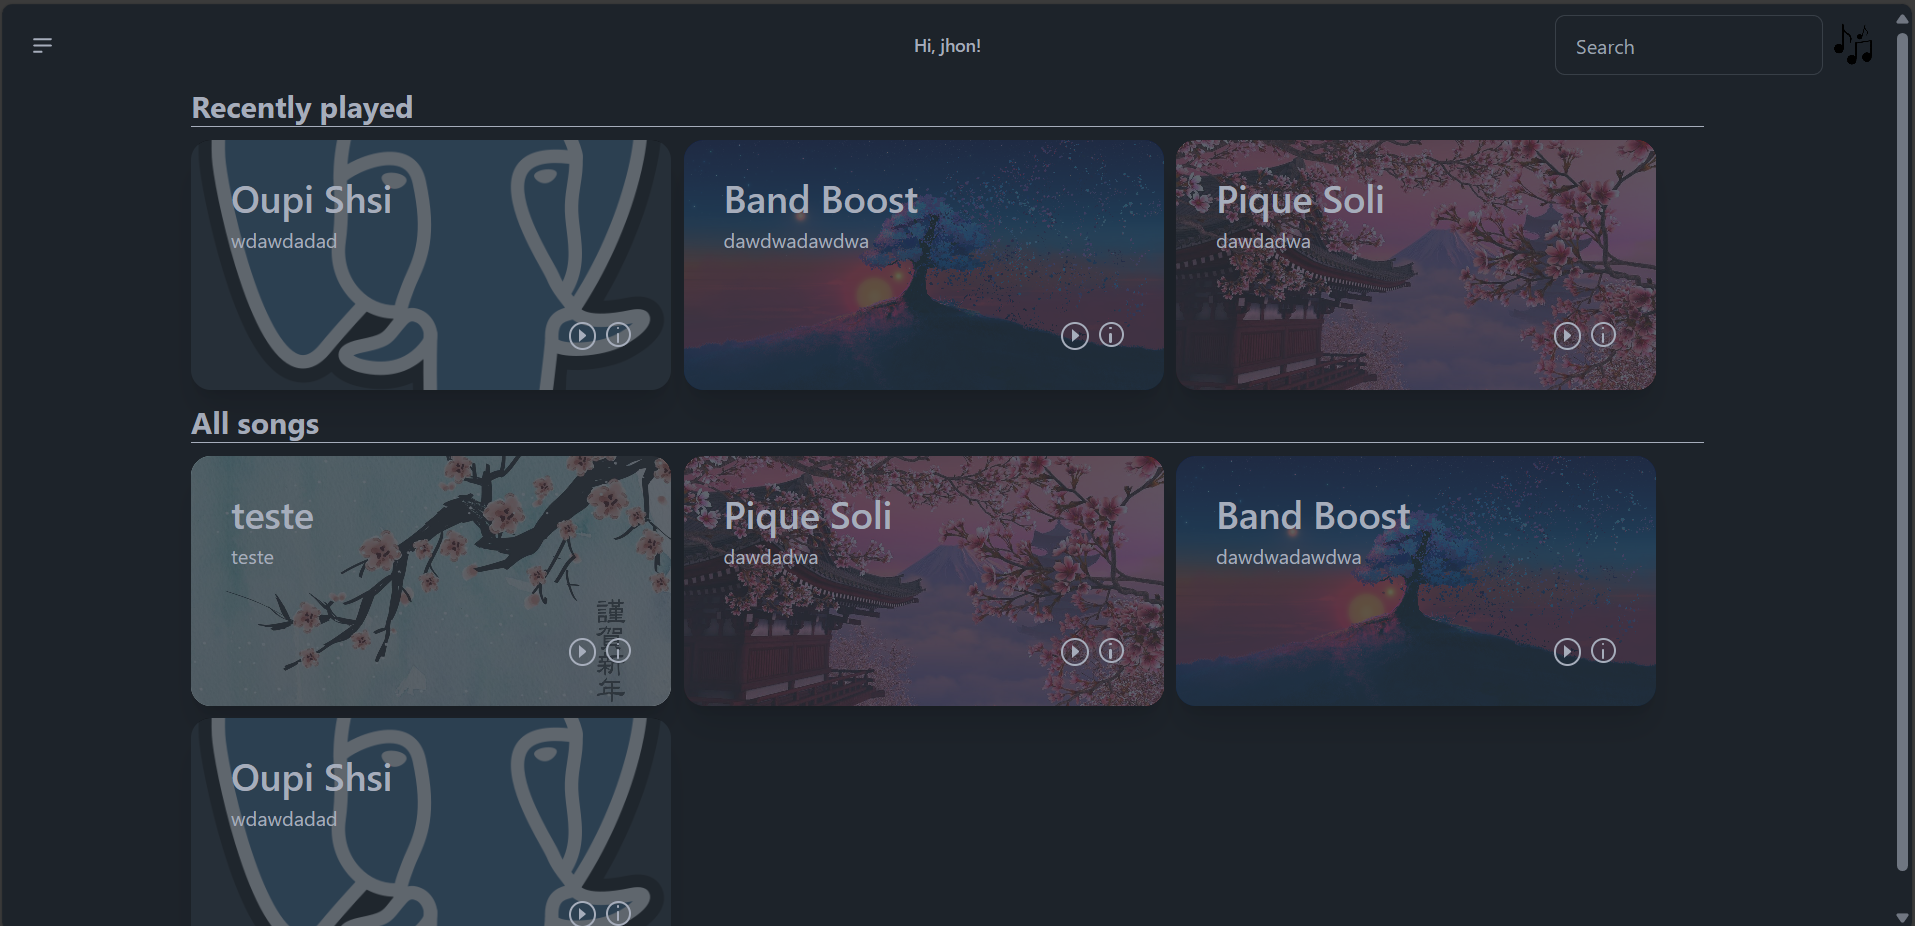 Hi, jhon!
Search
Recently played
Oupi Shsi
wdawdadad
Band Boost
dawdwadawdwa
Pique Soli
dawdadwa
All songs
teste
teste
謹賀新年
Pique Soli
dawdadwa
Band Boost
dawdwadawdwa
Oupi Shsi
wdawdadad